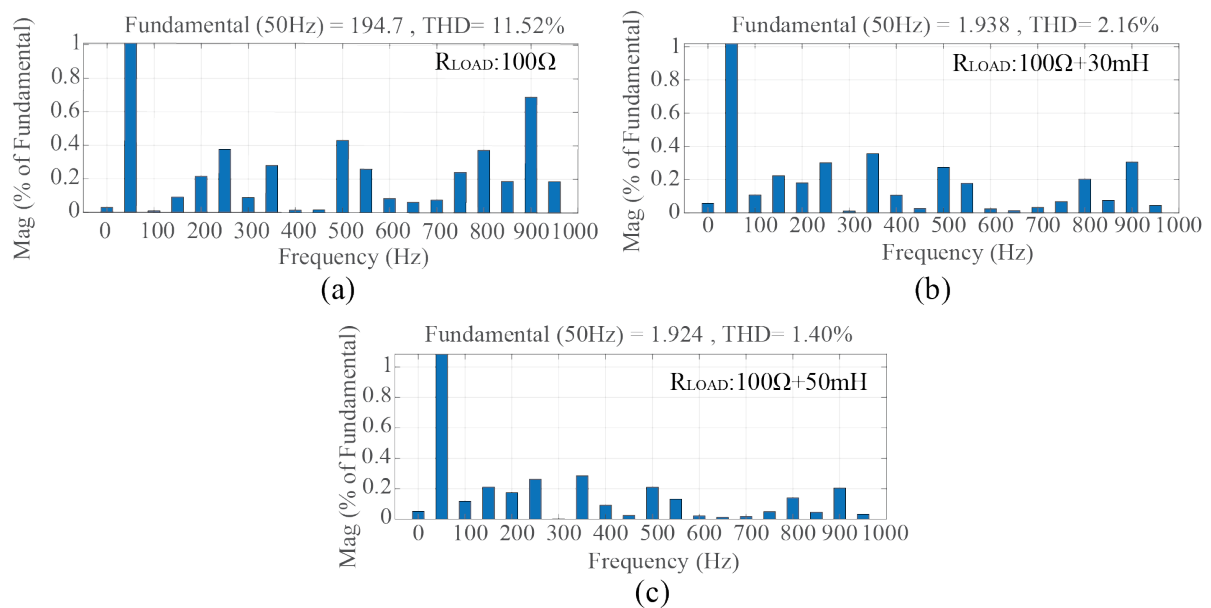 Fundamental (50Hz) = 194.7 , THD= 11.52%
RLOAD:100Ω
Mag (% of Fundamental)
1
0.8
0.6
0.4
0.2
0
0 100 200 300 400 500 600 700 800 900 1000
Frequency (Hz)
(a)
Fundamental (50Hz) = 1.938 , THD= 2.16%
RLOAD:100Ω+30mH
Mag (% of Fundamental)
1
0.8
0.6
0.4
0.2
0
0 100 200 300 400 500 600 700 800 900 1000
Frequency (Hz)
(b)
Fundamental (50Hz) = 1.924 , THD= 1.40%
RLOAD:100Ω+50mH
Mag (% of Fundamental)
1
0.8
0.6
0.4
0.2
0
0 100 200 300 400 500 600 700 800 900 1000
Frequency (Hz)
(c)